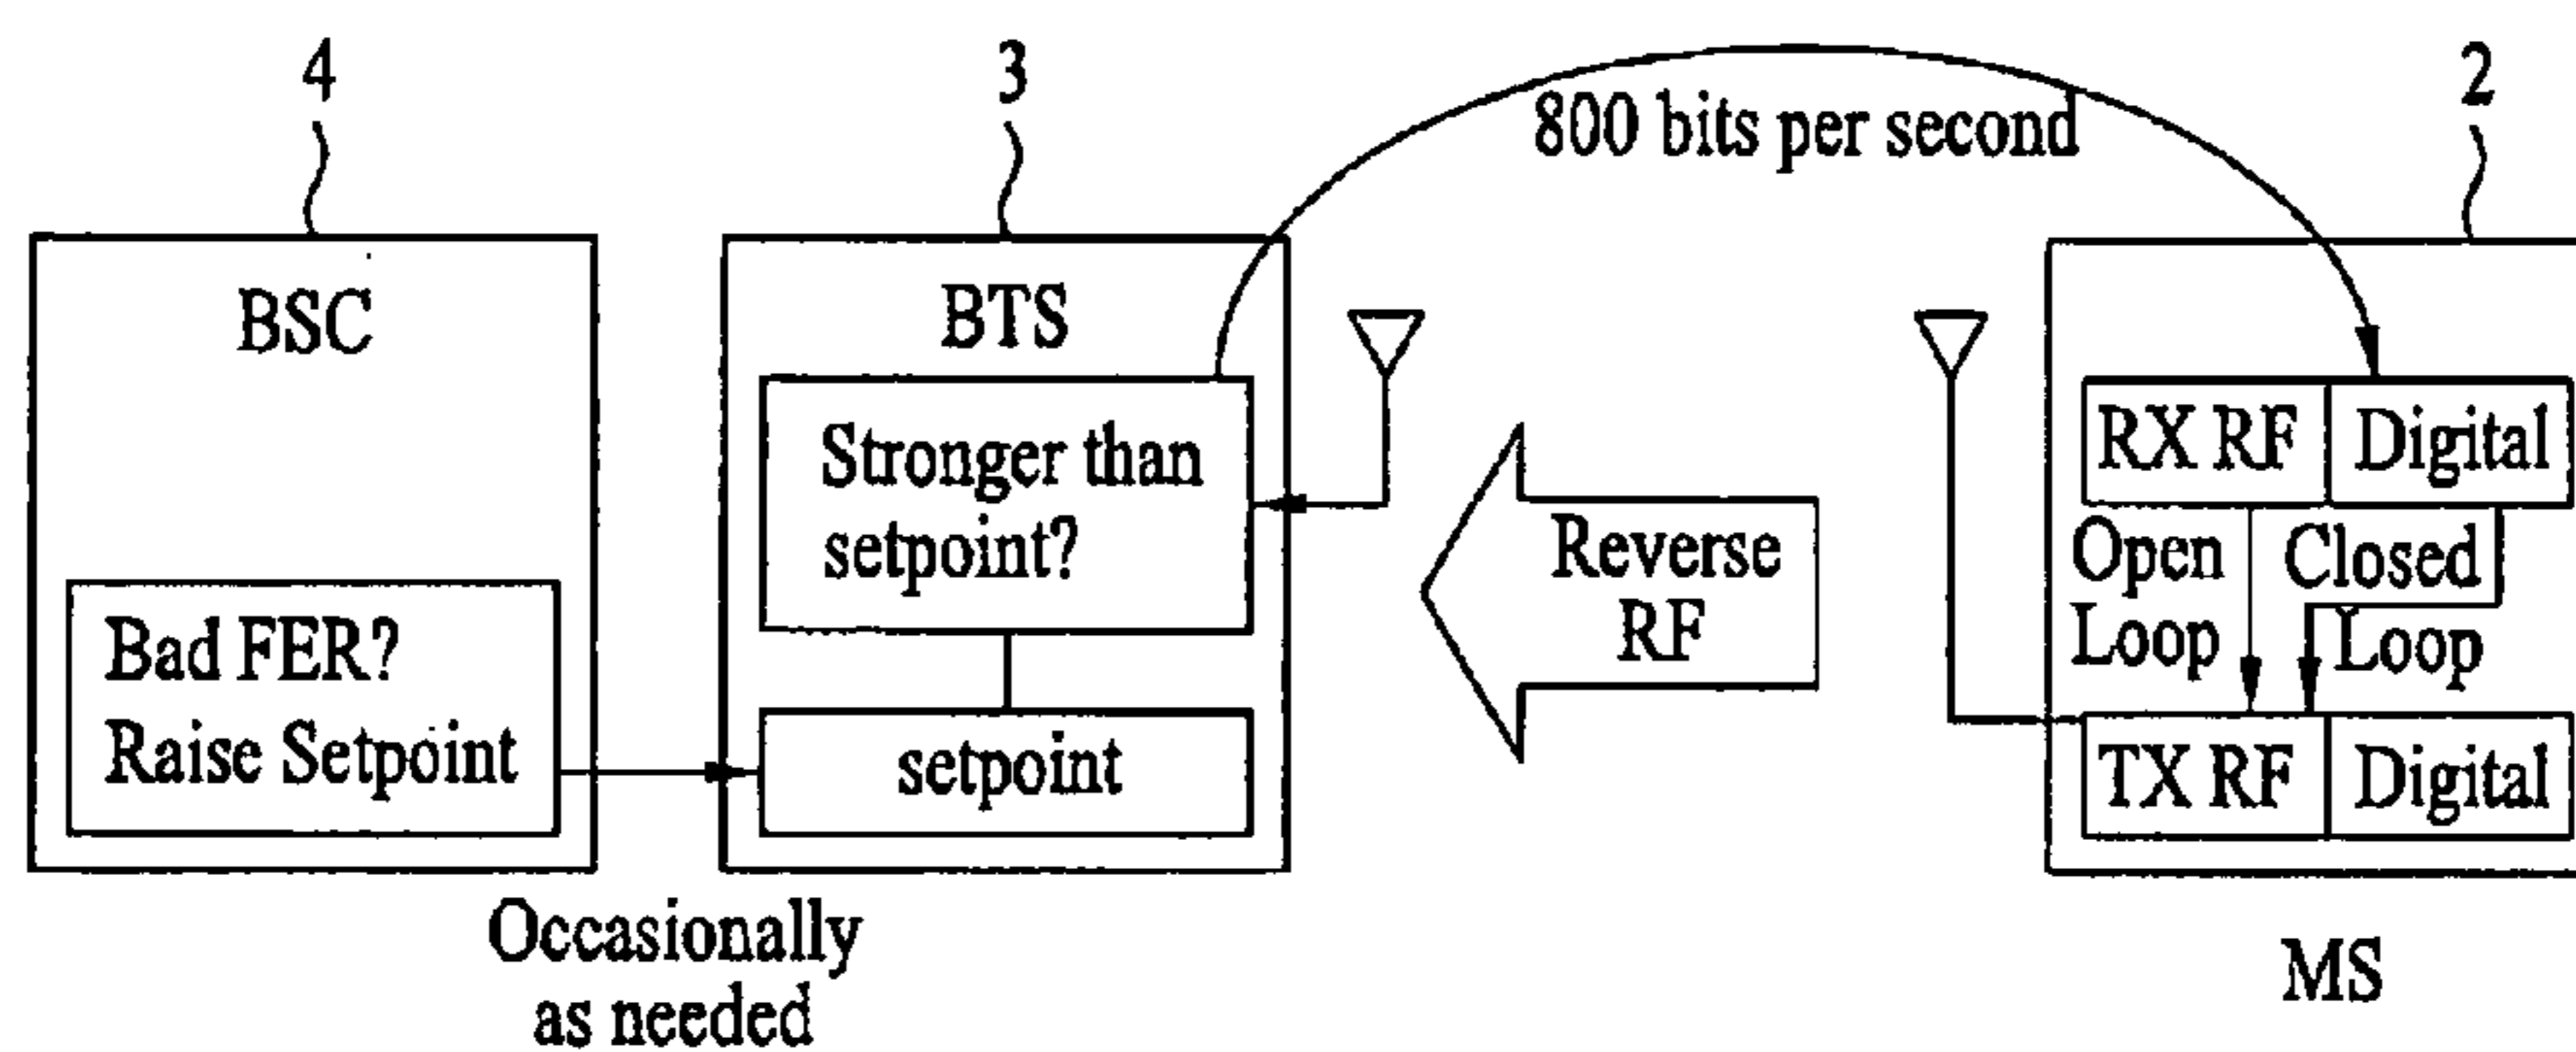 4
3
2
800 bits per second
BSC
BTS
Stronger than
setpoint?
Bad FER?
Raise Setpoint
setpoint
Occasionally
as needed
Reverse
RF
RX RF
Digital
Open
Loop
Closed
Loop
TX RF
Digital
MS